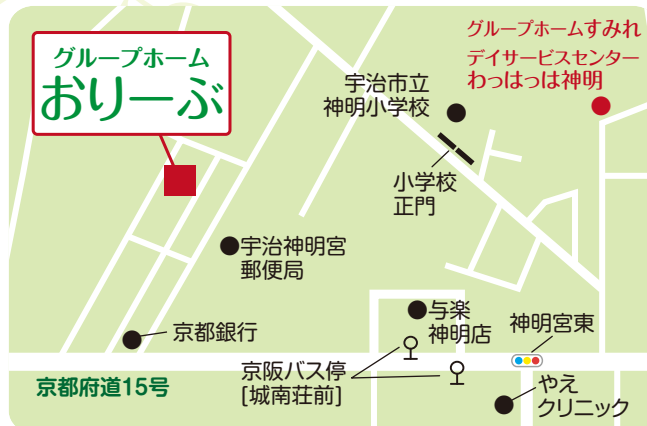 グループホーム
おりーぶ
グループホームすみれ
デイサービスセンター
わっはっは神明
宇治市立
神明小学校
小学校
正門
宇治神明宮
郵便局
京都銀行
与楽
神明店
神明宮東
京阪バス停
[城南荘前]
京都府道15号
やえ
クリニック